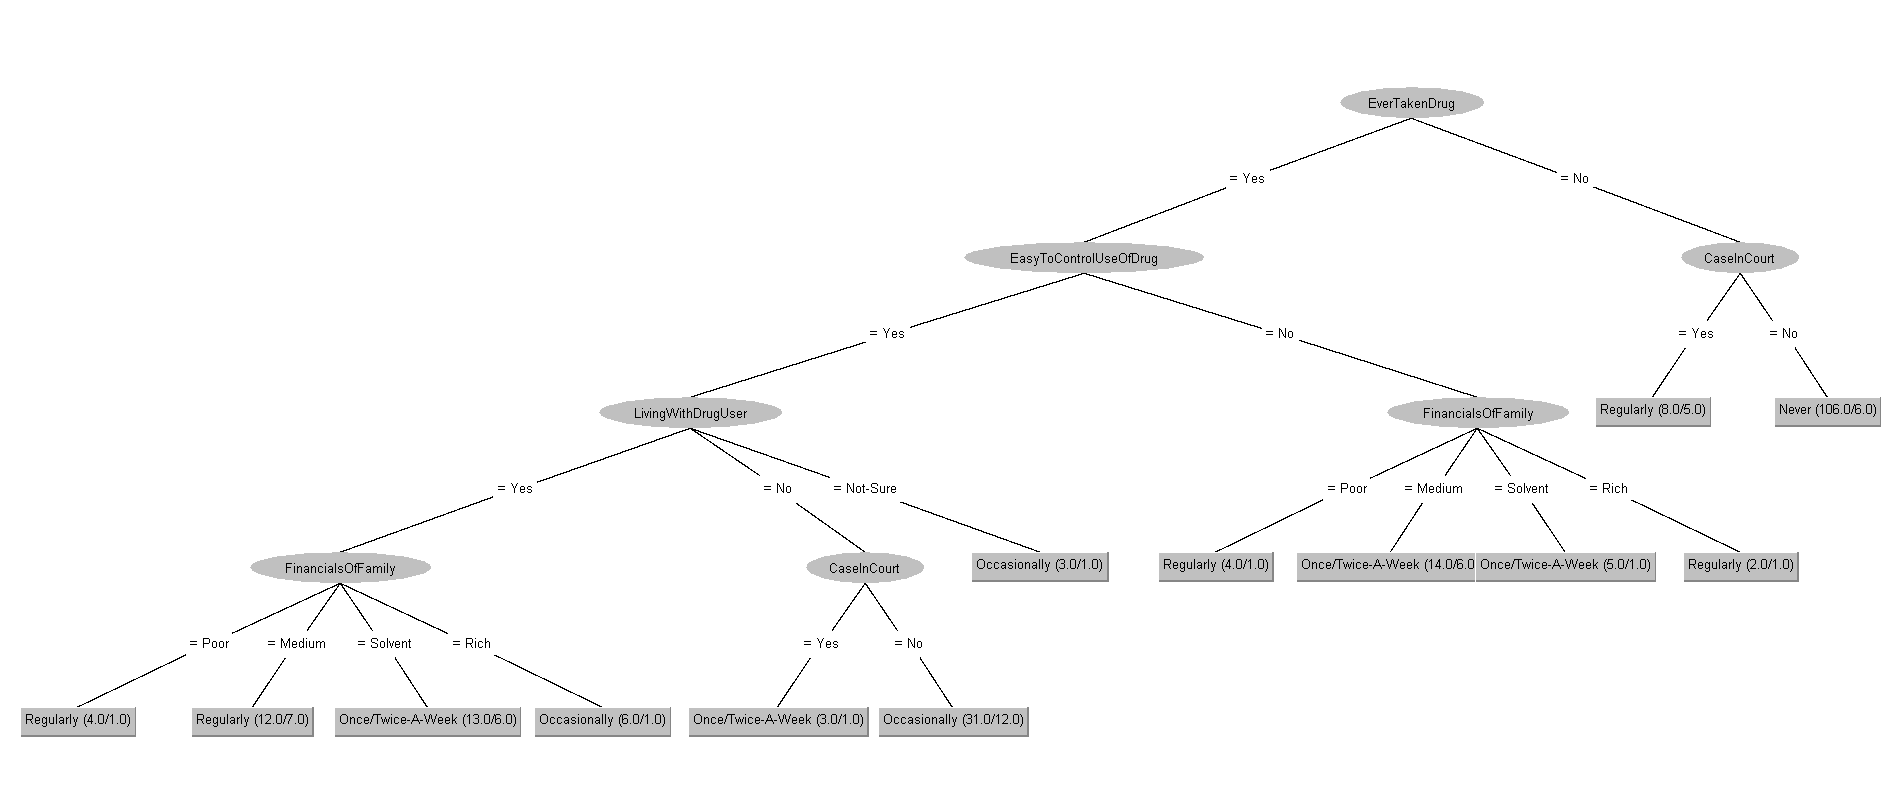 EverTakenDrug
= Yes
= No
EasyToControlUseOfDrug
CaseInCourt
= Yes
= No
= Yes
= No
LivingWithDrugUser
FinancialsOfFamily
Regularly (8.0/5.0)
Never (106.0/6.0)
= Yes
= No
= Not-Sure
= Poor
= Medium
= Solvent
= Rich
FinancialsOfFamily
CaseInCourt
Occasionally (3.0/1.0)
Regularly (4.0/1.0)
Once/Twice-A-Week (14.0/6.0
Once/Twice-A-Week (5.0/1.0)
Regularly (2.0/1.0)
= Poor
= Medium
= Solvent
= Rich
= Yes
= No
Regularly (4.0/1.0)
Regularly (12.0/7.0)
Once/Twice-A-Week (13.0/6.0)
Occasionally (6.0/1.0)
Once/Twice-A-Week (3.0/1.0)
Occasionally (31.0/12.0)